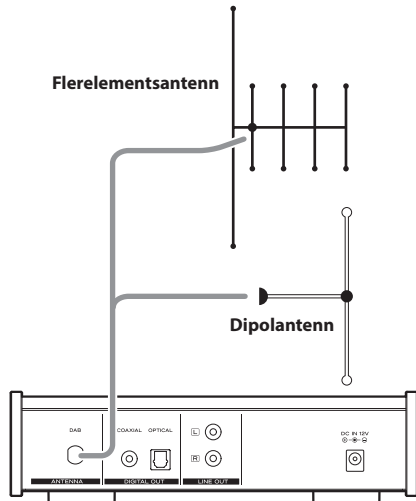 Flerelementsantenn
Dipolantenn
DAB
COAXIAL OPTICAL
L
R
DC IN 12V
ANTENNA
DIGITAL OUT
LINE OUT